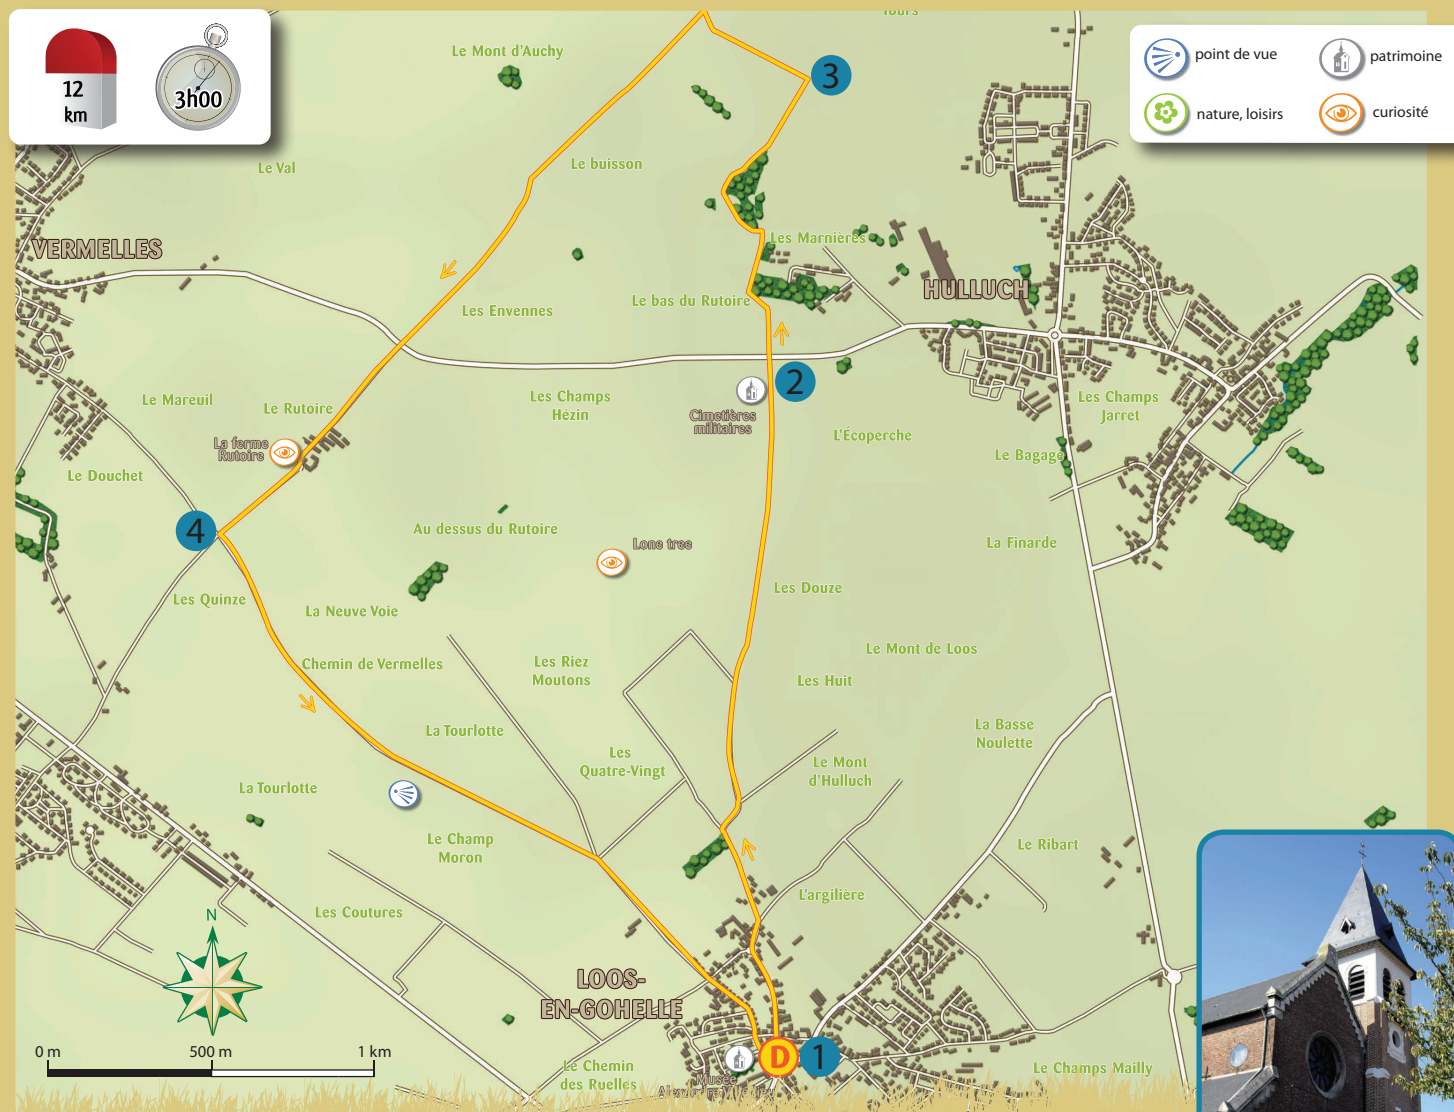 12
km
3h00
point de vue
patrimoine
nature, loisirs
curiosité
Tours
Le Mont d'Auchy
3
Le Val
Le buisson
VERMELLES
Les Marnières
HULLUCH
Les Envennes
Le bas du Rutoire
2
Le Mareuil
Le Rutoire
Les Champs
Hézin
Cimetières
militaires
Les Champs
Jarret
L'Écoperche
La ferme
Rutoire
Le Bagage
Le Douchet
4
Au dessus du Rutoire
Lone tree
La Finarde
Les Quinze
La Neuve Voie
Les Douze
Chemin de Vermelles
Les Riez
Moutons
Le Mont de Loos
Les Huit
La Tourlotte
La Basse
Noulette
Les
Quatre-Vingt
Le Mont
d'Hulluch
La Tourlotte
Le Champ
Moron
Le Ribart
L'argilière
Les Coutures
N
LOOS-
EN-GOHELLE
0 m
500 m
1 km
D
1
Le Chemin
des Ruelles
Musée
Le Champs Mailly